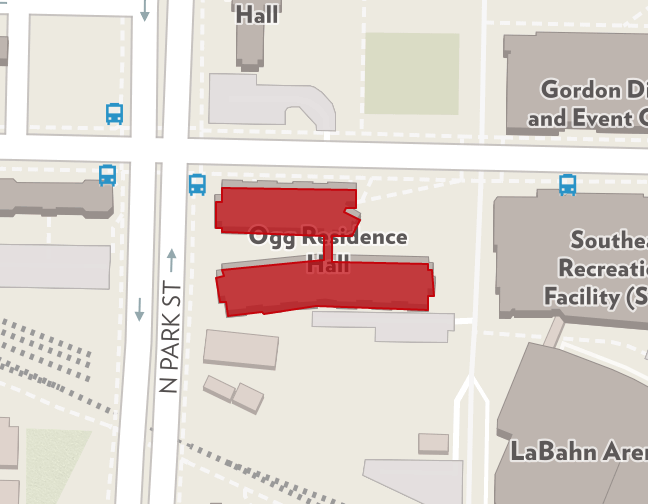 Hall
Gordon Di
and Event C
Ogg Residence
Hall
Southea
Recreatio
Facility (S
N PARK ST
LaBahn Aren